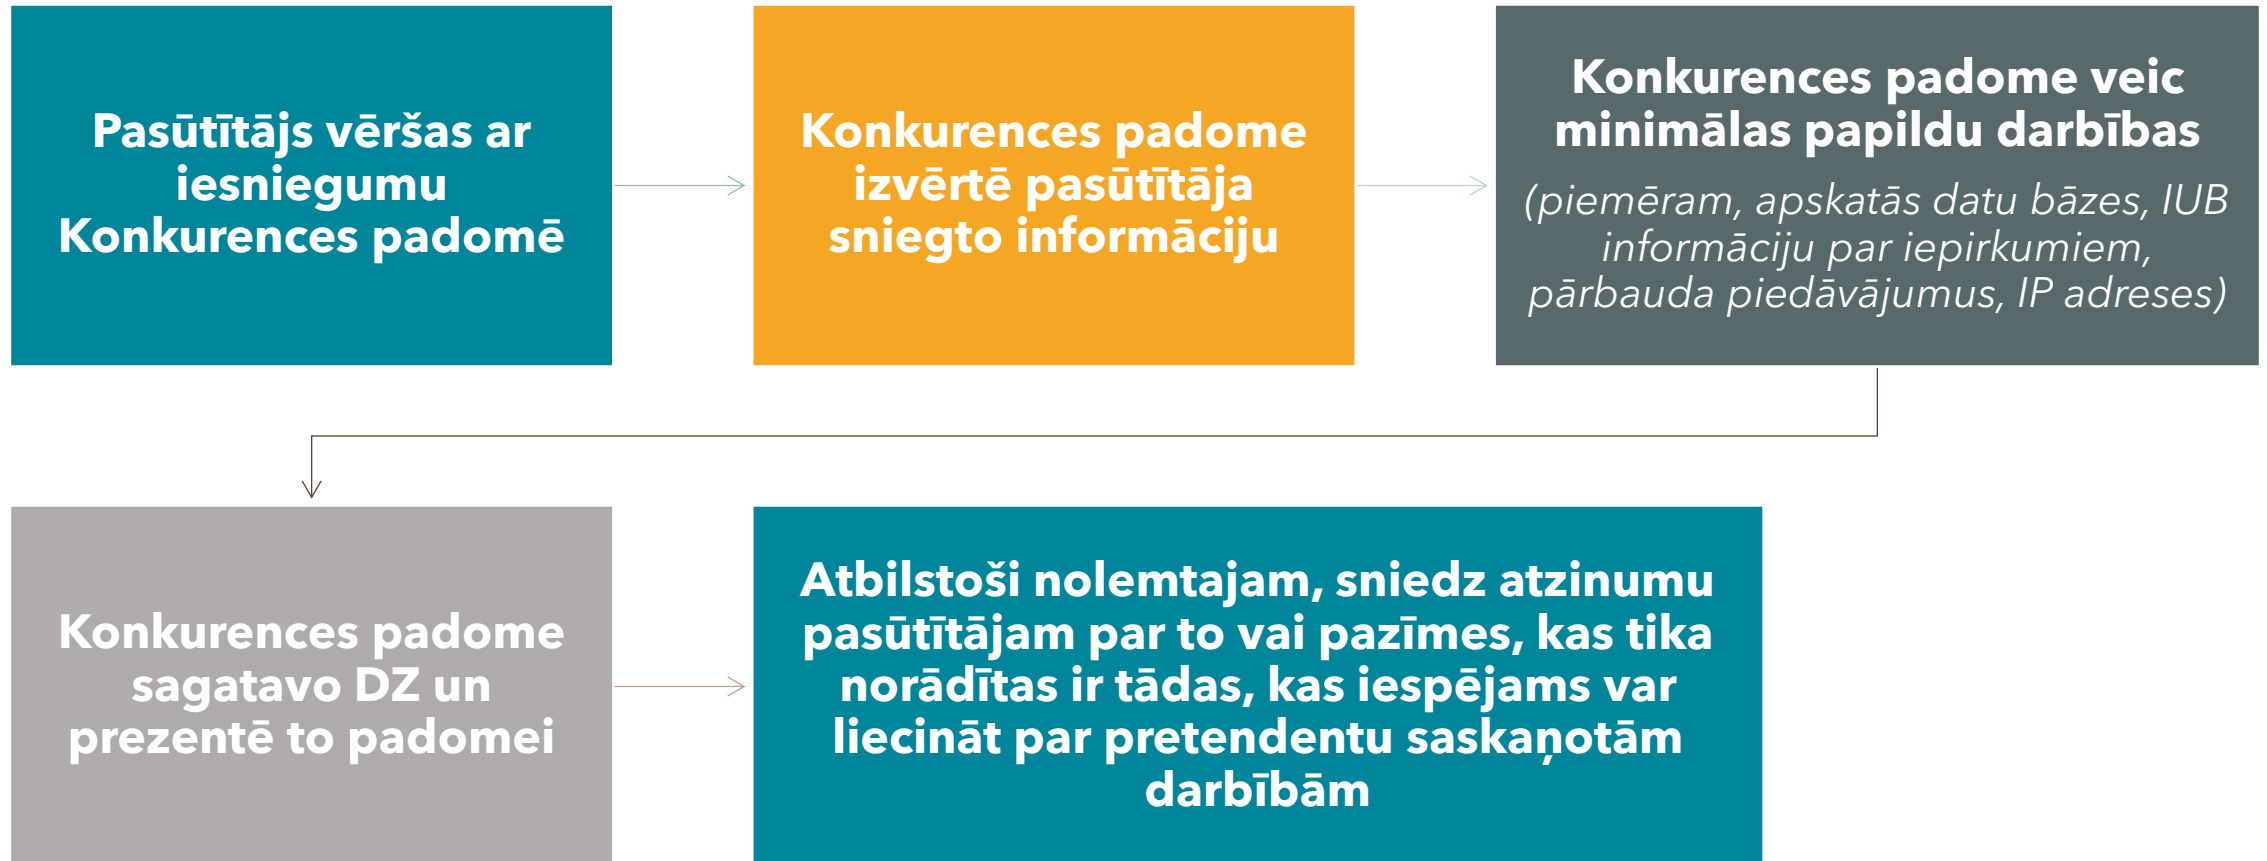 Pasūtītājs vēršas ar
iesniegumu
Konkurences padomē
Konkurences padome
izvērtē pasūtītāja
sniegto informāciju
Konkurences padome veic
minimālas papildu darbības
(piemēram, apskatās datu bāzes, IUB
informāciju par iepirkumiem,
pārbauda piedāvājumus, IP adreses)
Konkurences padome
sagatavo DZ un
prezentē to padomei
Atbilstoši nolemtajam, sniedz atzinumu
pasūtītājam par to vai pazīmes, kas tika
norādītas ir tādas, kas iespējams var
liecināt par pretendentu saskaņotām
darbībām